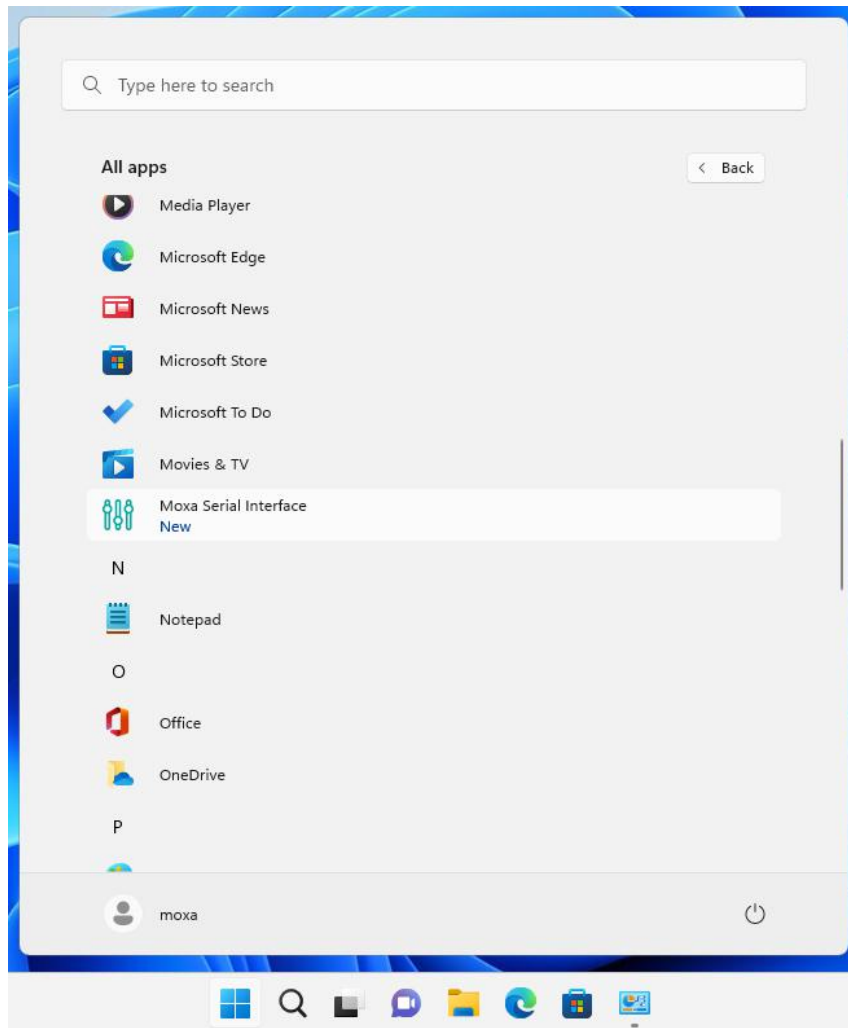 Type here to search
All apps
Back
Media Player
Microsoft Edge
Microsoft News
Microsoft Store
Microsoft To Do
Movies & TV
Moxa Serial Interface
New
N
Notepad
O
Office
OneDrive
P
moxa